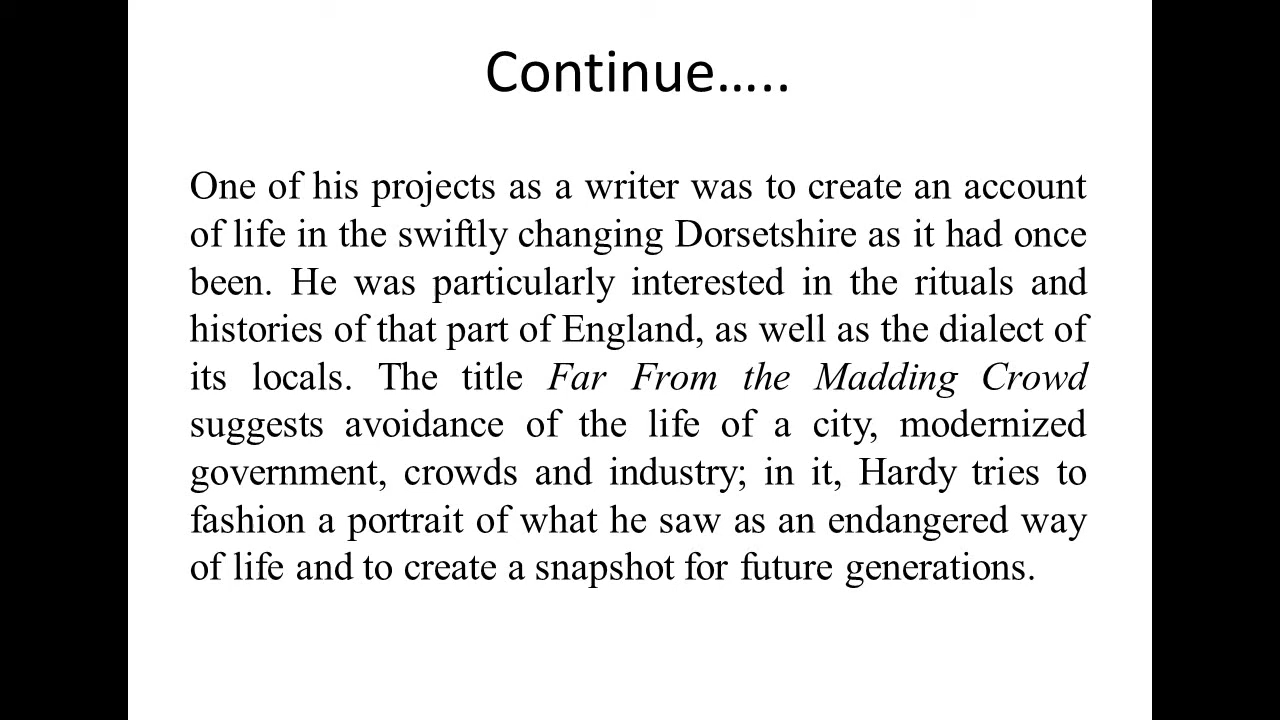 Continue…..
One of his projects as a writer was to create an account
of life in the swiftly changing Dorsetshire as it had once
been. He was particularly interested in the rituals and
histories of that part of England, as well as the dialect of
its locals. The title Far From the Madding Crowd
suggests avoidance of the life of a city, modernized
government, crowds and industry; in it, Hardy tries to
fashion a portrait of what he saw as an endangered way
of life and to create a snapshot for future generations.